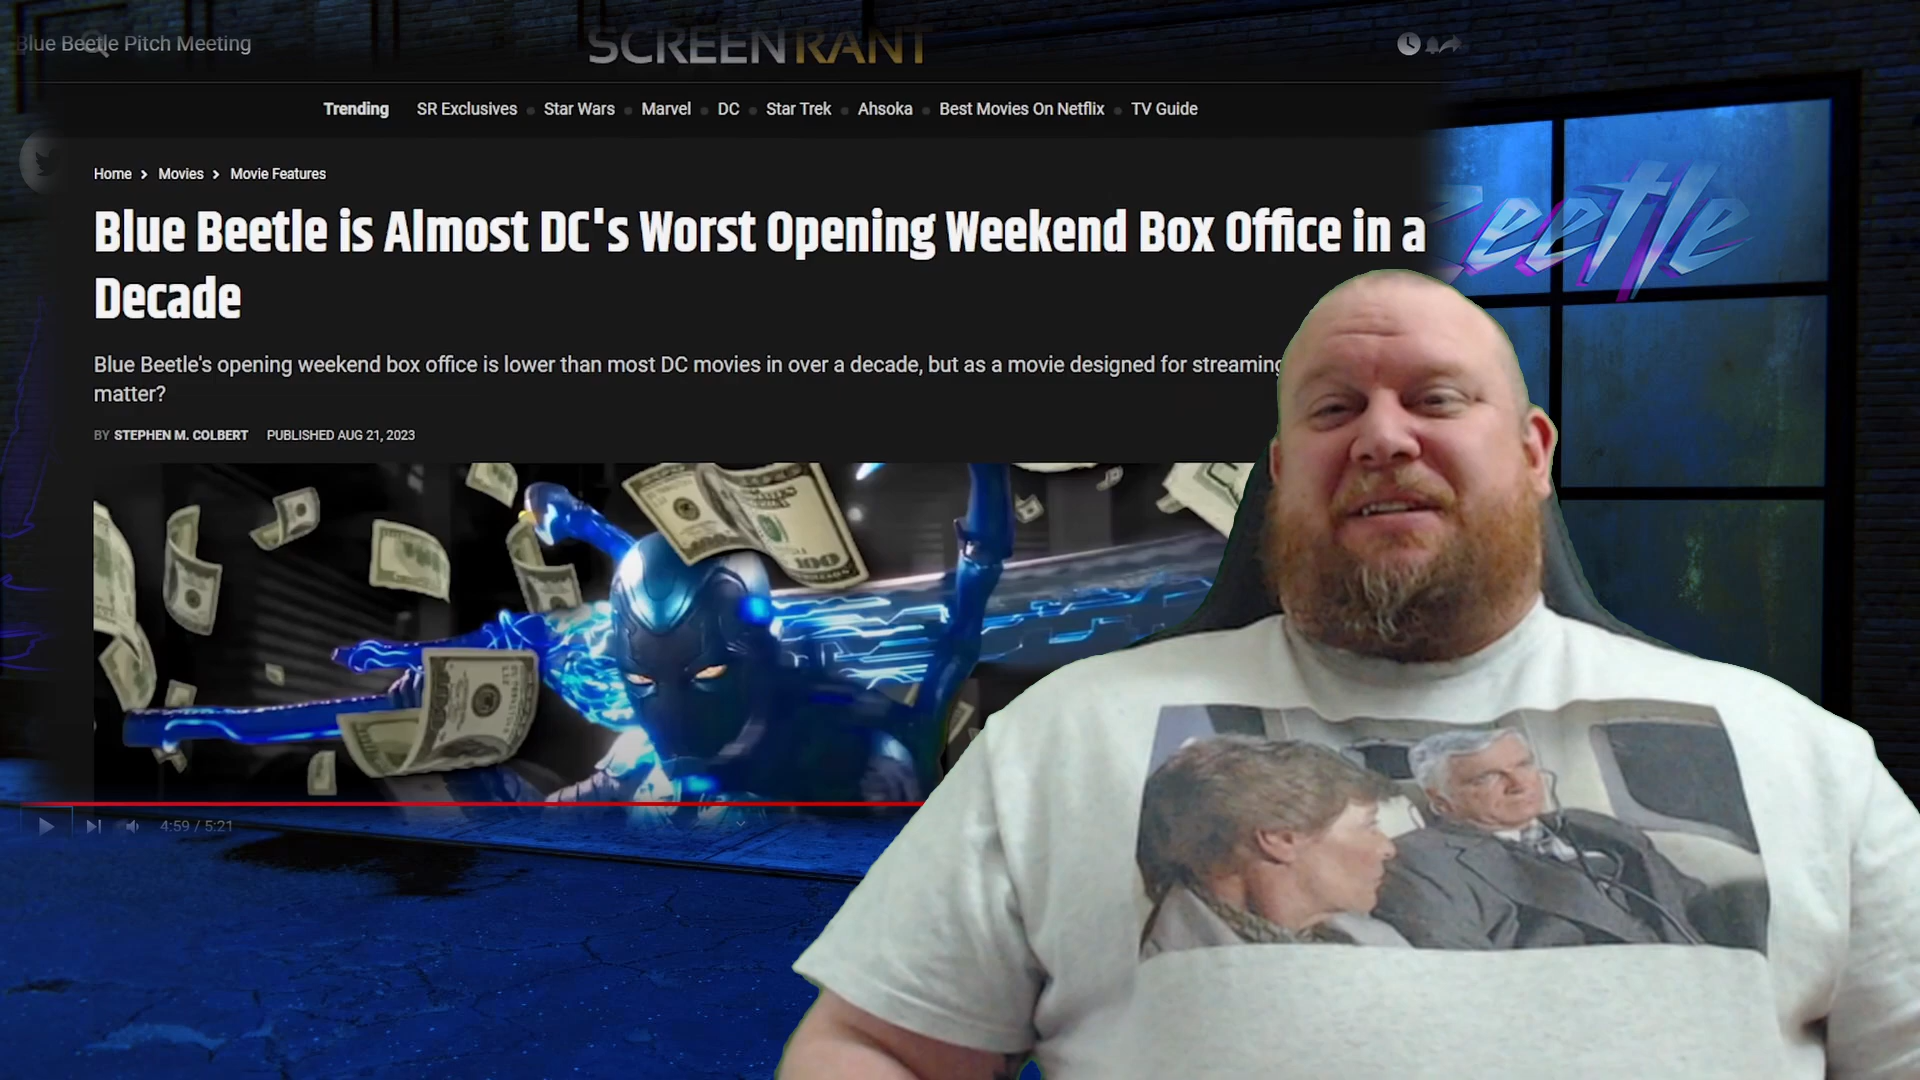 Blue Beetle Pitch Meeting
SCREENRANT
Trending SR Exclusives Star Wars Marvel DC Star Trek Ahsoka Best Movies On Netflix TV Guide
Home Movies Movie Features
Blue Beetle is Almost DC's Worst Opening Weekend Box Office in a
Decade
eetle
Blue Beetle's opening weekend box office is lower than most DC movies in over a decade, but as a movie designed for streaming
matter?
BY STEPHEN M. COLBERT PUBLISHED AUG 21, 2023
100
4:59 / 5:21